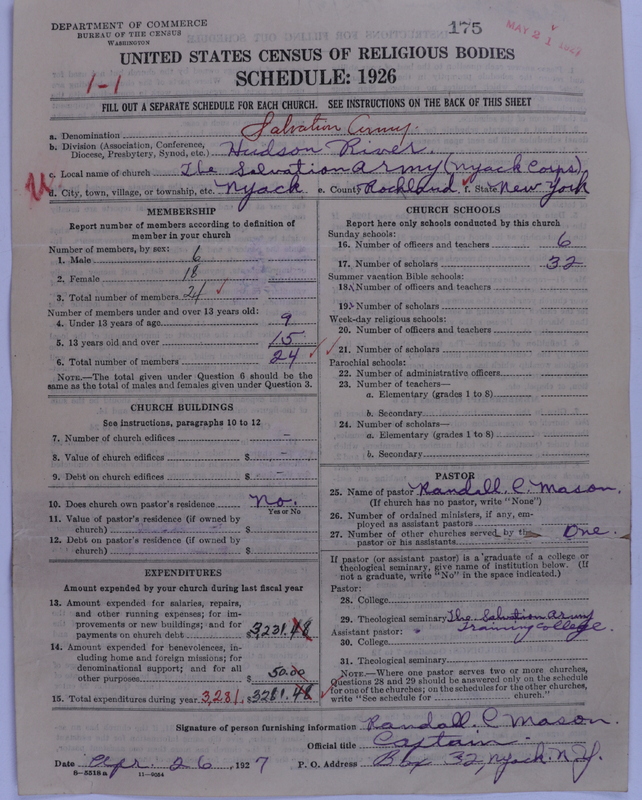 DEPARTMENT OF COMMERCE
BUREAU OF THE CENSUS
WASHINGTON
175
MAY 21 1927
UNITED STATES CENSUS OF RELIGIOUS BODIES
SCHEDULE: 1926
1-1
FILL OUT A SEPARATE SCHEDULE FOR EACH CHURCH. SEE INSTRUCTIONS ON THE BACK OF THIS SHEET
a. Denomination Salvation Army.
b. Division (Association, Conference, Diocese, Presbytery, Synod, etc.) Hudson River
c. Local name of church The Salvation Army (Nyack Corps)
d. City, town, village, or township, etc. Nyack e. County Rockland f. State New York
MEMBERSHIP
Report number of members according to definition of
member in your church
Number of members, by sex:
1. Male 6
2. Female 18
3. Total number of members 24
Number of members under and over 13 years old:
4. Under 13 years of age 9
5. 13 years old and over 15
6. Total number of members 24
NOTE.—The total given under Question 6 should be the
same as the total of males and females given under Question 3.
CHURCH BUILDINGS
See instructions, paragraphs 10 to 12
7. Number of church edifices -
8. Value of church edifices $ -
9. Debt on church edifices $ -
10. Does church own pastor's residence No.
Yes or No
11. Value of pastor's residence (if owned by
church) $
12. Debt on pastor's residence (if owned by
church) $
EXPENDITURES
Amount expended by your church during last fiscal year
13. Amount expended for salaries, repairs,
and other running expenses; for im-
provements or new buildings; and for
payments on church debt $3231.48
14. Amount expended for benevolences, in-
cluding home and foreign missions; for
denominational support; and for all
other purposes $ 50.00
15. Total expenditures during year 3281. $3281.48
CHURCH SCHOOLS
Report here only schools conducted by this church
Sunday schools:
16. Number of officers and teachers 6
17. Number of scholars 32
Summer vacation Bible schools:
18. Number of officers and teachers
19. Number of scholars
Week-day religious schools:
20. Number of officers and teachers
21. Number of scholars
Parochial schools:
22. Number of administrative officers
23. Number of teachers—
a. Elementary (grades 1 to 8)
b. Secondary
24. Number of scholars—
a. Elementary (grades 1 to 8)
b. Secondary
PASTOR
25. Name of pastor Randall. C. Mason.
(If church has no pastor, write "None")
26. Number of ordained ministers, if any, em-
ployed as assistant pastors
27. Number of other churches served by the One.
pastor or his assistants
If pastor (or assistant pastor) is a graduate of a college or
theological seminary, give name of institution below. (If
not a graduate, write "No" in the space indicated.)
Pastor:
28. College
29. Theological seminary The Salvation Army
Training College.
Assistant pastor:
30. College
31. Theological seminary
NOTE.—Where one pastor serves two or more churches,
Questions 28 and 29 should be answered only on the schedule
for one of the churches; on the schedules for the other churches,
write "See schedule for church."
Signature of person furnishing information Randall. C Mason.
Official title Captain
Date Apr. 26, 1927 P. O. Address Box 32, Nyack. N.Y.
8-5518a 11-9084